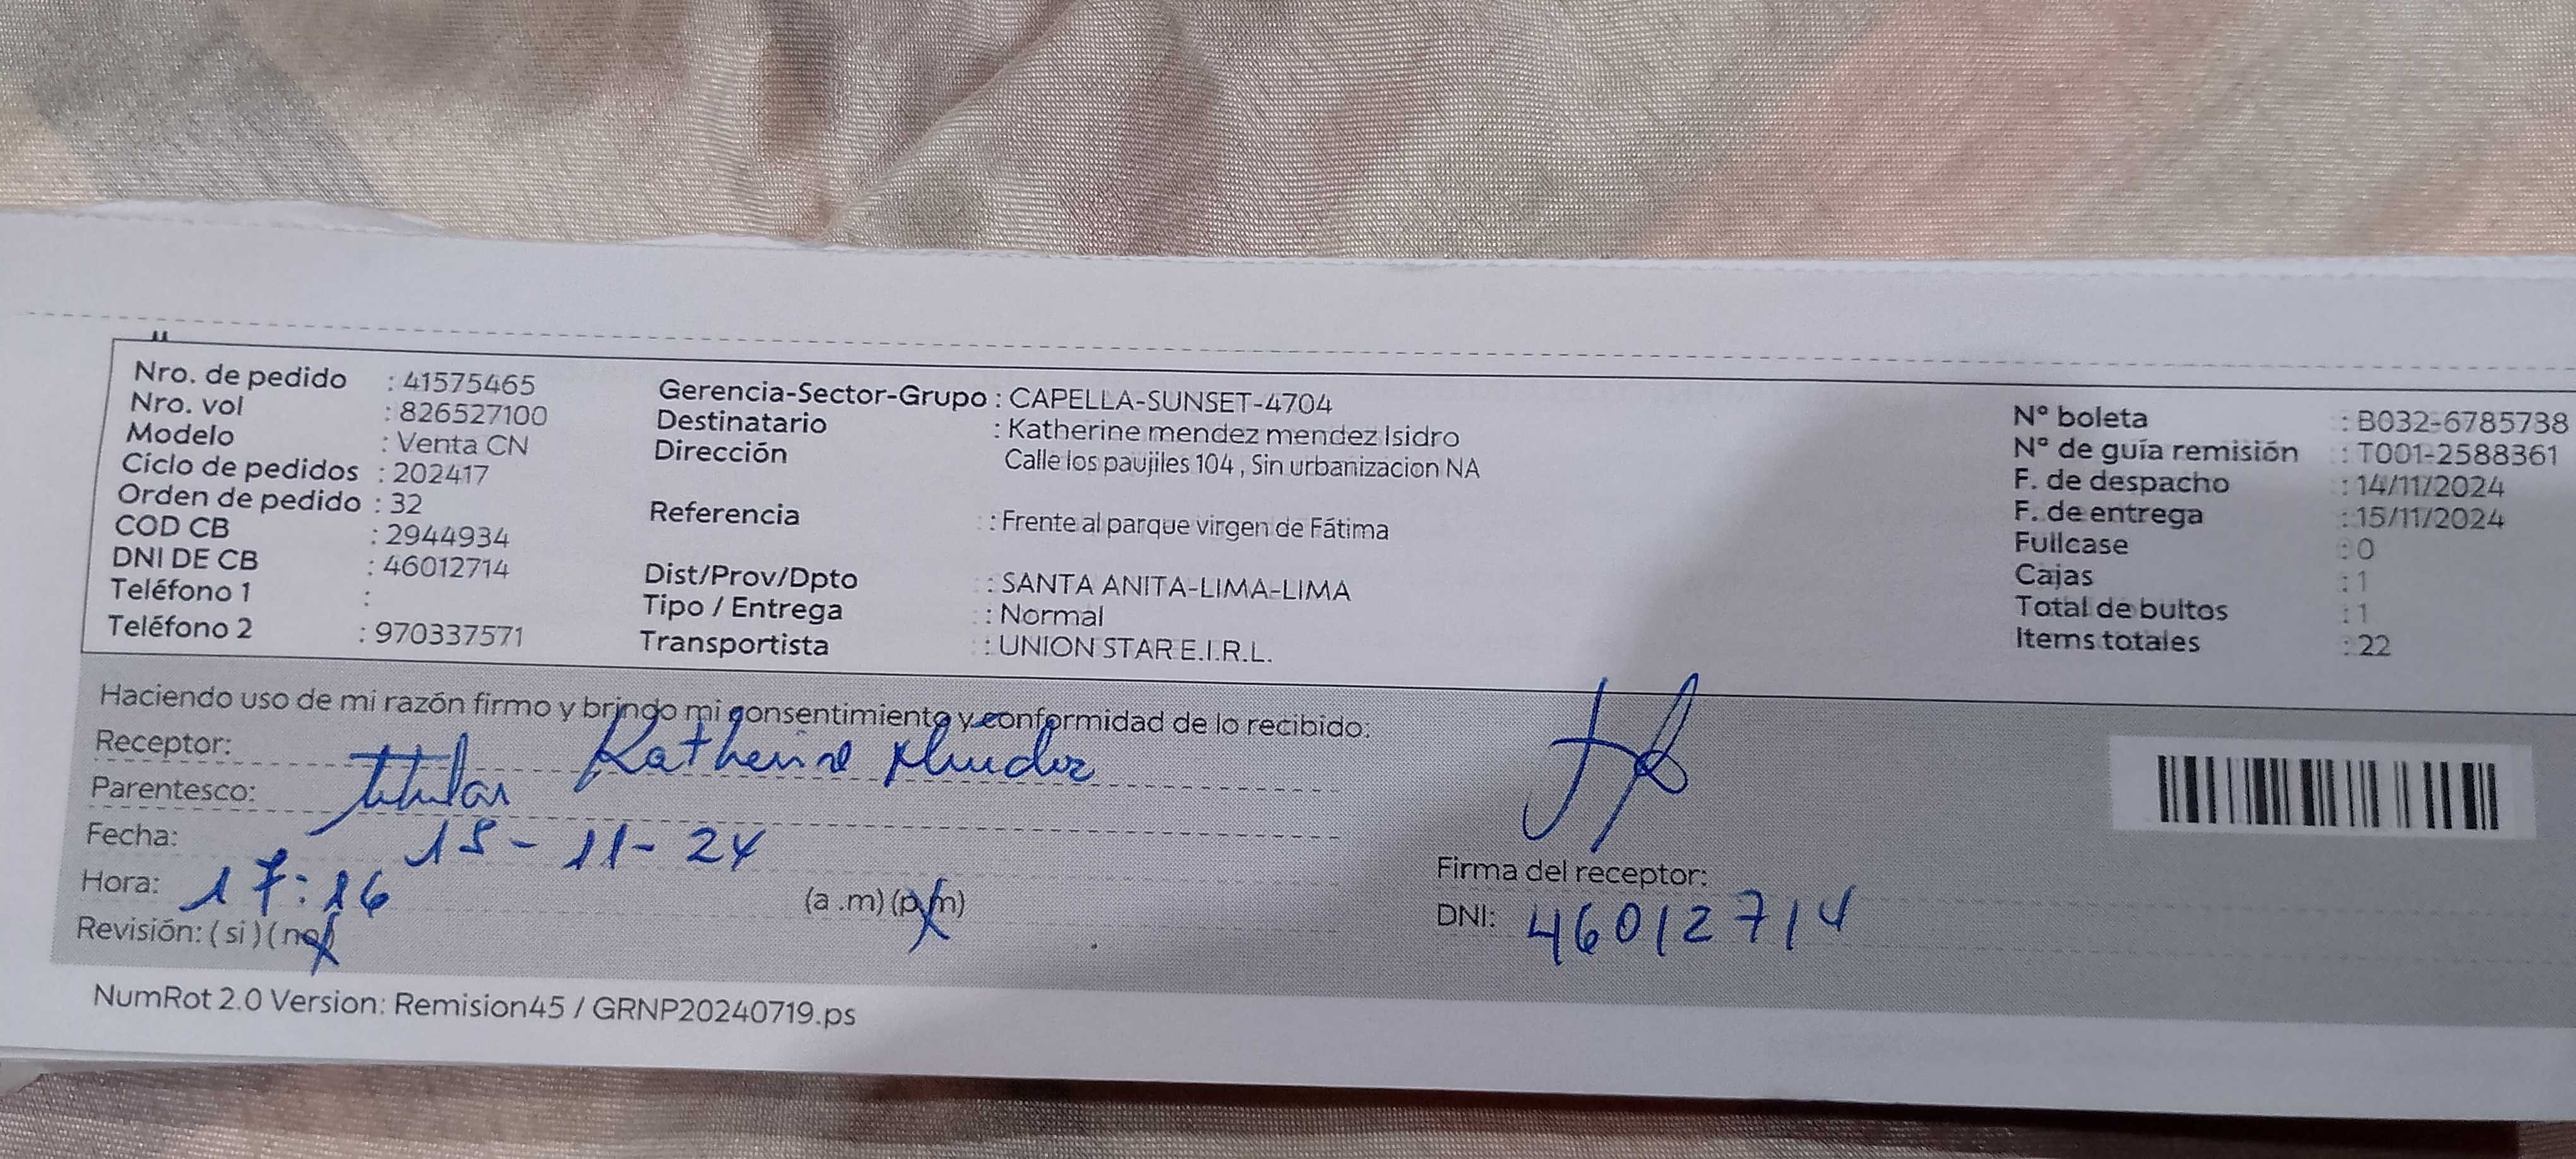 Nro. de pedido : 41575465
Nro. vol : 826527100
Modelo : Venta CN
Ciclo de pedidos : 202417
Orden de pedido : 32
COD CB : 2944934
DNI DE CB : 46012714
Teléfono 1 :
Teléfono 2 : 970337571
Gerencia-Sector-Grupo : CAPELLA-SUNSET-4704
Destinatario : Katherine mendez mendez Isidro
Dirección Calle los paujiles 104 , Sin urbanizacion NA
Referencia : Frente al parque virgen de Fátima
Dist/Prov/Dpto : SANTA ANITA-LIMA-LIMA
Tipo / Entrega : Normal
Transportista : UNION STAR E.I.R.L.
N° boleta : B032-6785738
N° de guía remisión : T001-2588361
F. de despacho : 14/11/2024
F. de entrega : 15/11/2024
Fullcase : 0
Cajas : 1
Total de bultos : 1
Items totales : 22
Haciendo uso de mi razón firmo y brindo mi consentimiento y conformidad de lo recibido:
Receptor: Katherine Mendez
Parentesco: titular
Fecha: 15-11-24
Hora: 17:16 (a .m) (p.m)
Revisión: ( si ) ( no )
Firma del receptor:
DNI: 46012714
NumRot 2.0 Version: Remision45 / GRNP20240719.ps